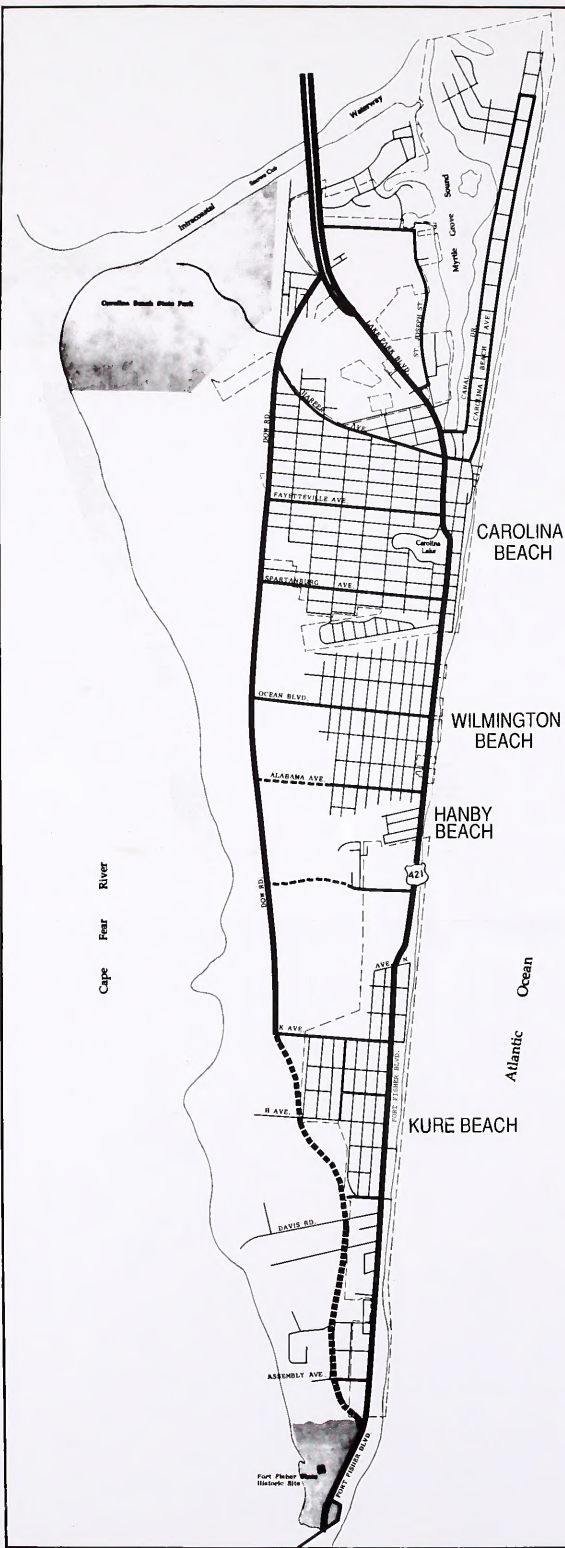 Waterway
Snows Cut
Intracoastal
Myrtle Grove Sound
Carolina Beach State Park
LAKE PARK BLVD.
ST. JOSEPH ST.
CANAL DR
CAROLINA BEACH AVE.
HARPER AVE.
DOW RD.
FAYETTEVILLE AVE.
CAROLINA
BEACH
Carolina
Lake
SPARTANBURG AVE.
OCEAN BLVD.
WILMINGTON
BEACH
ALABAMA AVE.
HANBY
BEACH
421
DOW RD.
Cape Fear River
AVE. N
Atlantic Ocean
K AVE.
FORT FISHER BLVD.
H AVE.
KURE BEACH
DAVIS RD.
ASSEMBLY AVE.
FORT FISHER BLVD.
Fort Fisher State
Historic Site